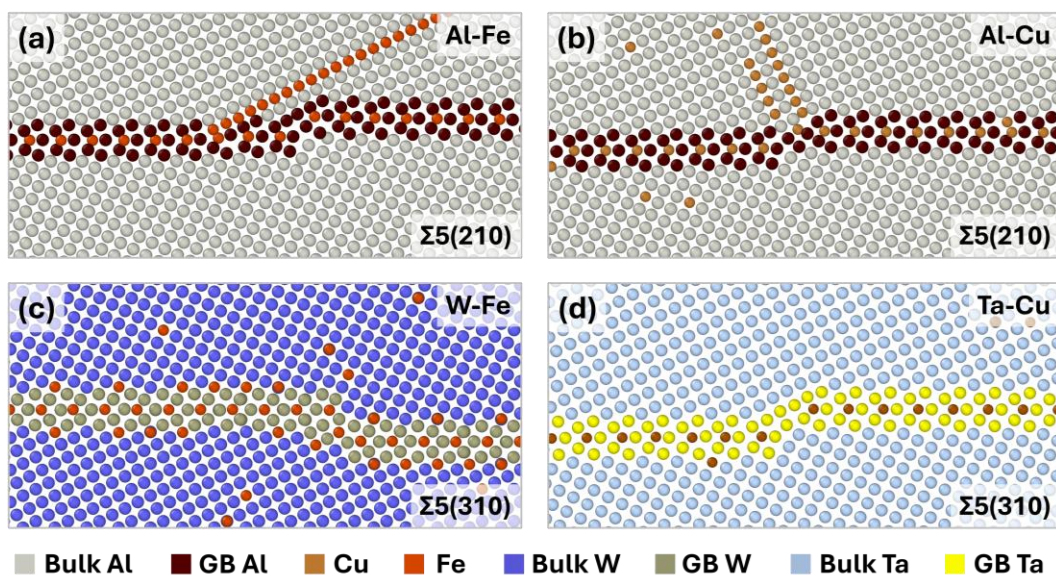 (a) Al-Fe
Σ5(210)
(b) Al-Cu
Σ5(210)
(c) W-Fe
Σ5(310)
(d) Ta-Cu
Σ5(310)
Bulk Al GB Al Cu Fe Bulk W GB W Bulk Ta GB Ta